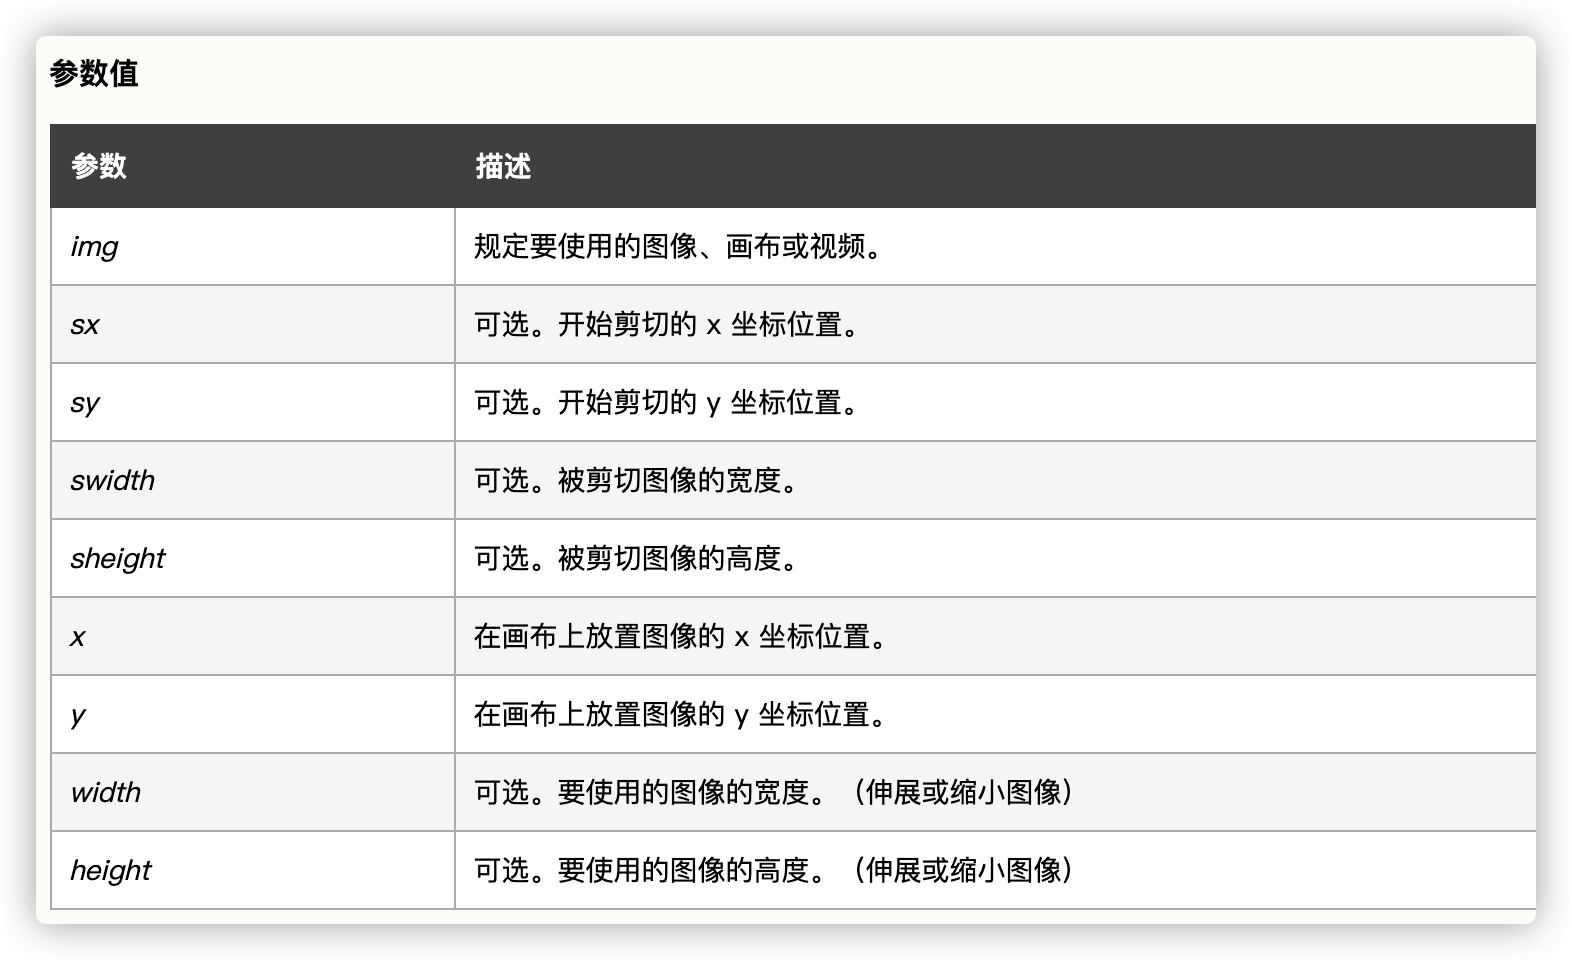 参数值
参数 描述
img 规定要使用的图像、画布或视频。
sx 可选。开始剪切的 x 坐标位置。
sy 可选。开始剪切的 y 坐标位置。
swidth 可选。被剪切图像的宽度。
sheight 可选。被剪切图像的高度。
x 在画布上放置图像的 x 坐标位置。
y 在画布上放置图像的 y 坐标位置。
width 可选。要使用的图像的宽度。（伸展或缩小图像）
height 可选。要使用的图像的高度。（伸展或缩小图像）